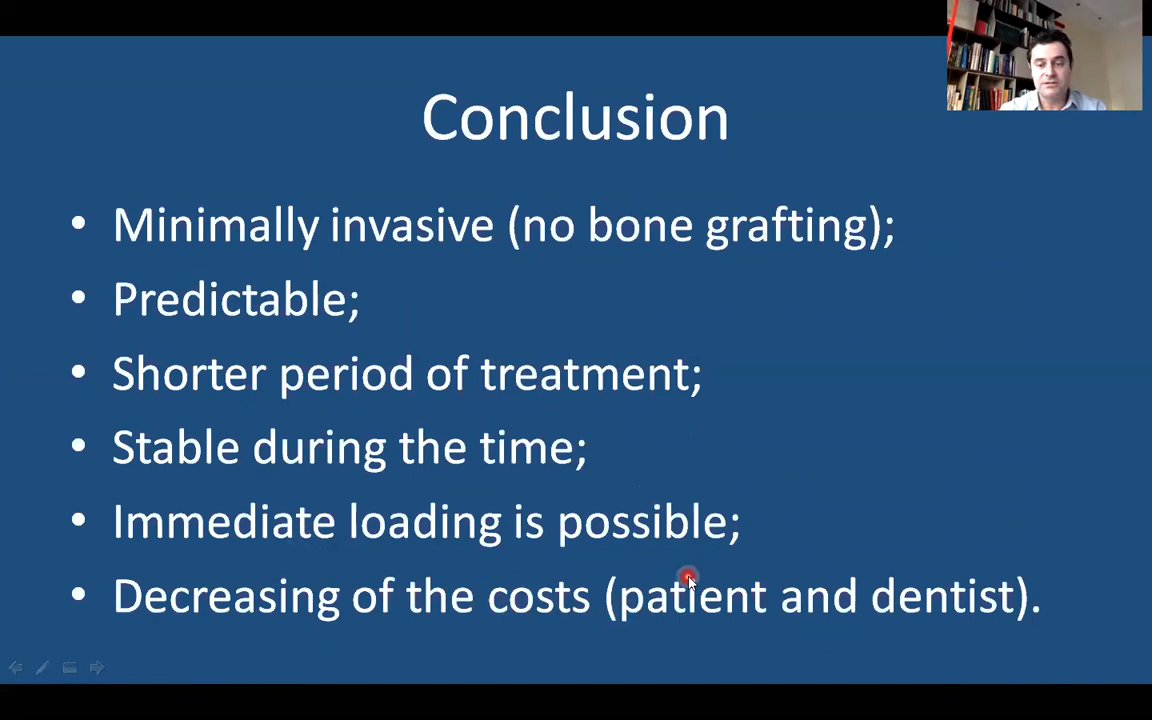 Conclusion
• Minimally invasive (no bone grafting);
• Predictable;
• Shorter period of treatment;
• Stable during the time;
• Immediate loading is possible;
• Decreasing of the costs (patient and dentist).